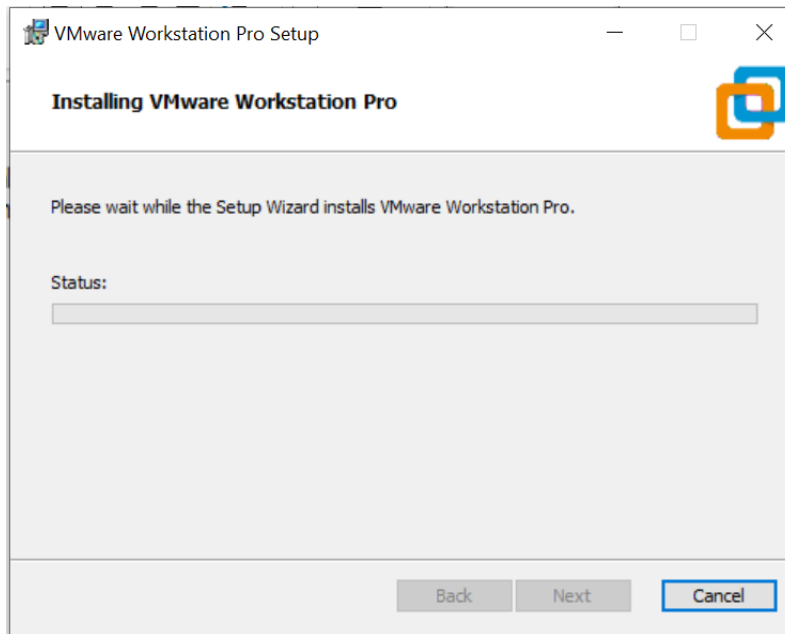 VMware Workstation Pro Setup
Installing VMware Workstation Pro
Please wait while the Setup Wizard installs VMware Workstation Pro.
Status:
Back Next Cancel